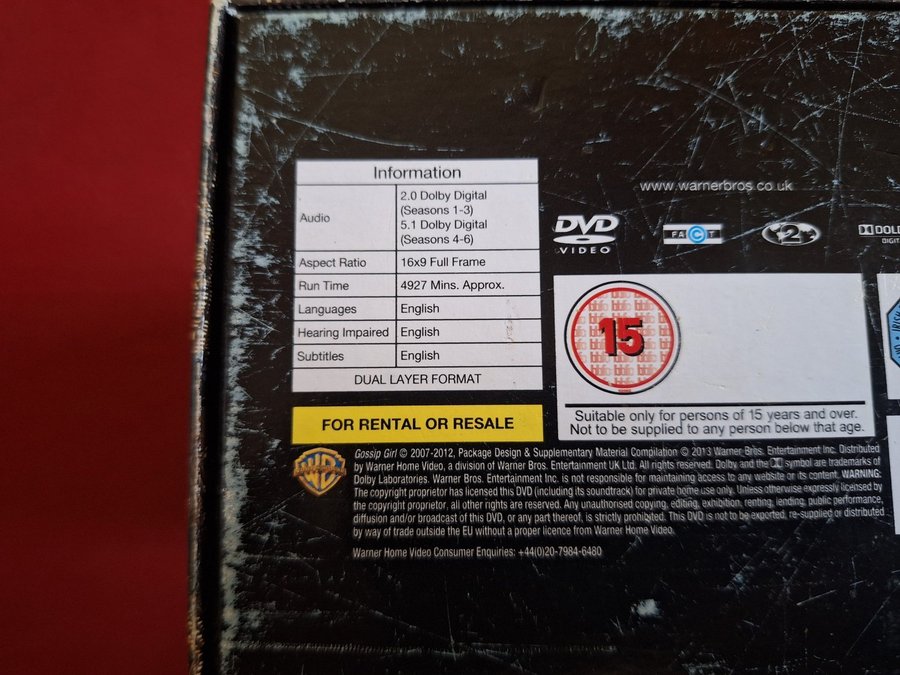 Information
Audio
2.0 Dolby Digital
(Seasons 1-3)
5.1 Dolby Digital
(Seasons 4-6)
Aspect Ratio 16x9 Full Frame
Run Time 4927 Mins. Approx.
Languages English
Hearing Impaired English
Subtitles English
DUAL LAYER FORMAT
FOR RENTAL OR RESALE
www.warnerbros.co.uk
DVD
VIDEO
FACT
2
DOLB
DIGIT
15
Suitable only for persons of 15 years and over.
Not to be supplied to any person below that age.
WB
Gossip Girl © 2007-2012, Package Design & Supplementary Material Compilation © 2013 Warner Bros. Entertainment Inc. Distributed
by Warner Home Video, a division of Warner Bros. Entertainment UK Ltd. All rights reserved. Dolby and the symbol are trademarks of
Dolby Laboratories. Warner Bros. Entertainment Inc. is not responsible for maintaining access to any website or its content. WARNING:
The copyright proprietor has licensed this DVD (including its soundtrack) for private home use only. Unless otherwise expressly licensed by
the copyright proprietor, all other rights are reserved. Any unauthorised copying, editing, exhibition, renting, lending, public performance,
diffusion and/or broadcast of this DVD, or any part thereof, is strictly prohibited. This DVD is not to be exported, re-supplied or distributed
by way of trade outside the EU without a proper licence from Warner Home Video.
Warner Home Video Consumer Enquiries: +44(0)20-7984-6480